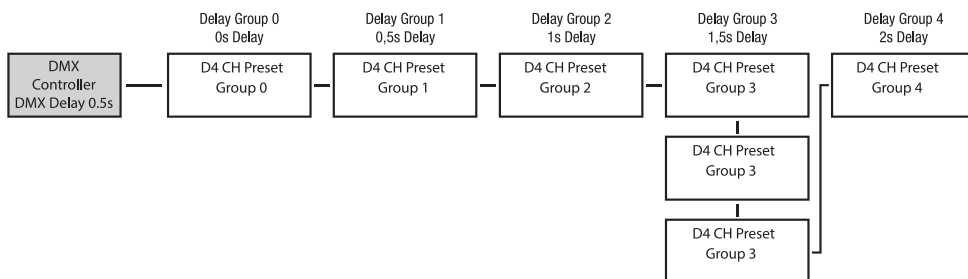 Delay Group 0
0s Delay
Delay Group 1
0,5s Delay
Delay Group 2
1s Delay
Delay Group 3
1,5s Delay
Delay Group 4
2s Delay
DMX
Controller
DMX Delay 0.5s
D4 CH Preset
Group 0
D4 CH Preset
Group 1
D4 CH Preset
Group 2
D4 CH Preset
Group 3
D4 CH Preset
Group 4
D4 CH Preset
Group 3
D4 CH Preset
Group 3